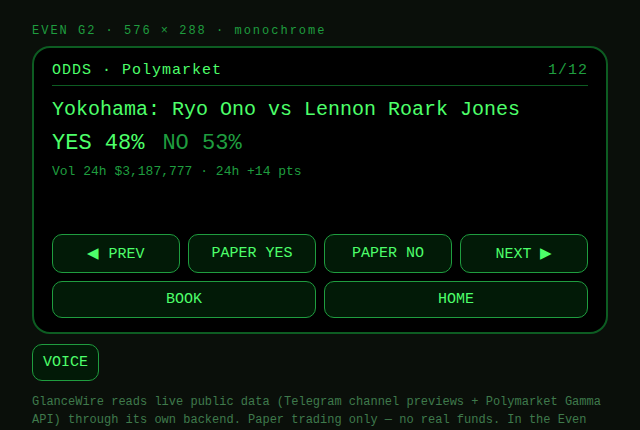 EVEN G2 · 576 × 288 · monochrome
ODDS · Polymarket 1/12
Yokohama: Ryo Ono vs Lennon Roark Jones
YES 48% NO 53%
Vol 24h $3,187,777 · 24h +14 pts
◀ PREV PAPER YES PAPER NO NEXT ▶
BOOK HOME
VOICE
GlanceWire reads live public data (Telegram channel previews + Polymarket Gamma
API) through its own backend. Paper trading only — no real funds. In the Even